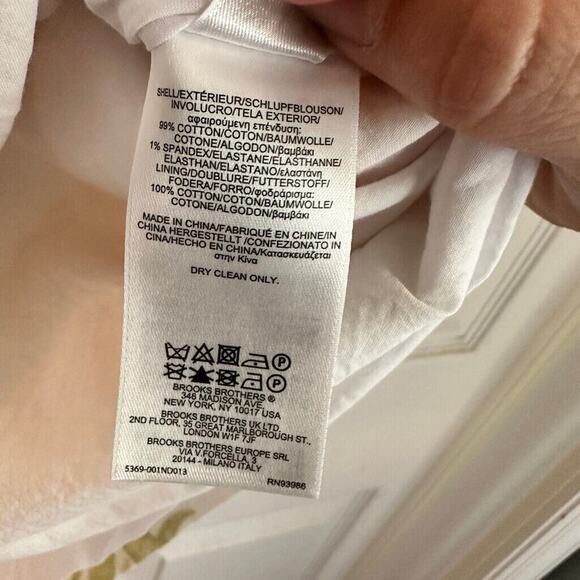 SHELL/EXTÉRIEUR/SCHLUPFBLOUSON/
INVOLUCRO/TELA EXTERIOR/
αφαιρούμενη επένδυση:
99% COTTON/COTON/BAUMWOLLE/
COTONE/ALGODON/βαμβάκι
1% SPANDEX/ELASTANE/ELASTHANNE/
ELASTHAN/ELASTANO/ελαστάνη
LINING/DOUBLURE/FUTTERSTOFF/
FODERA/FORRO/φοδράρισμα:
100% COTTON/COTON/BAUMWOLLE/
COTONE/ALGODON/βαμβάκι
MADE IN CHINA/FABRIQUÉ EN CHINE/IN
CHINA HERGESTELLT /CONFEZIONATO IN
CINA/HECHO EN CHINA/Κατασκευάζεται
στην Κίνα
DRY CLEAN ONLY.
P
P
BROOKS BROTHERS ®
346 MADISON AVE.
NEW YORK, NY 10017 USA
BROOKS BROTHERS UK LTD.
2ND FLOOR, 35 GREAT MARLBOROUGH ST.,
LONDON W1F 7JF
BROOKS BROTHERS EUROPE SRL
VIA V.FORCELLA, 3
20144 - MILANO ITALY
5369-001ND013 RN93986